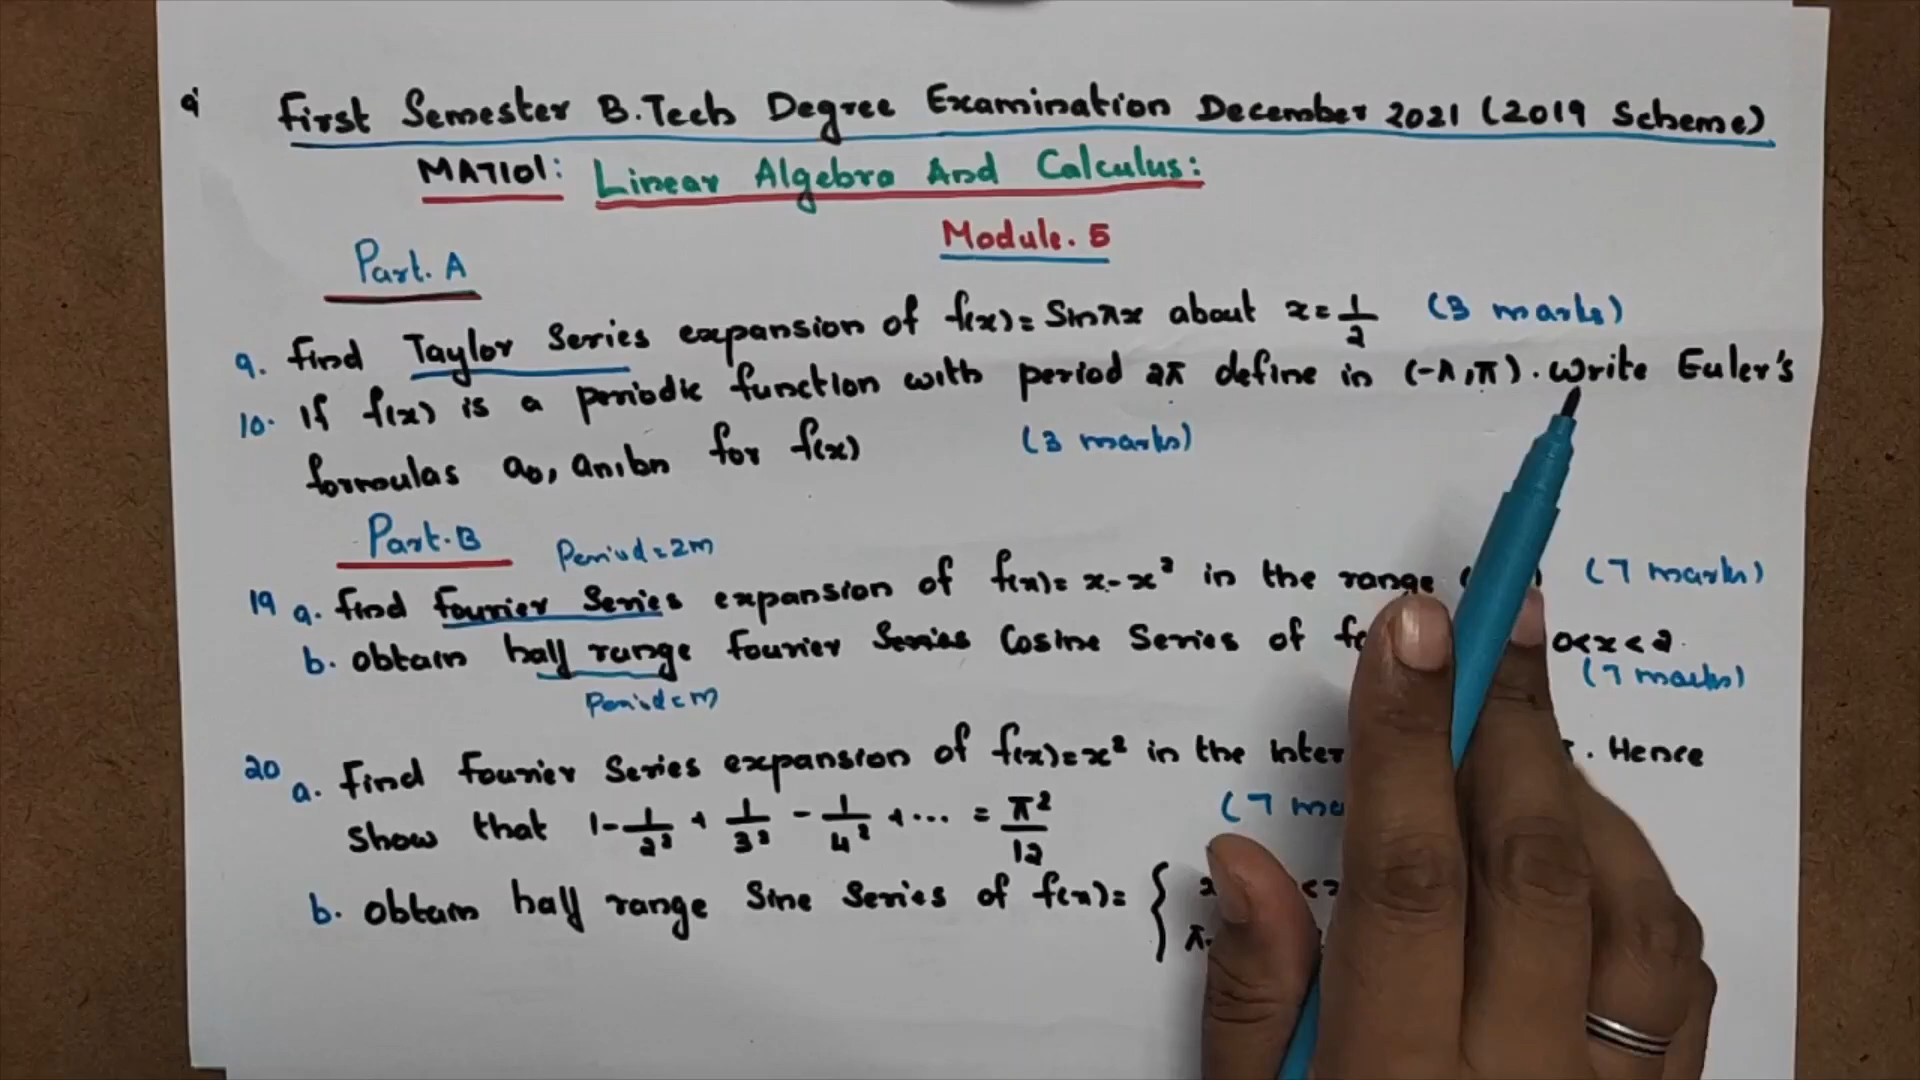 9
First Semester B.Tech Degree Examination December 2021 (2019 Scheme)
MAT101: Linear Algebra And Calculus:
Module. 5
Part. A
9. Find Taylor Series expansion of f(x)= Sinπx about x=1/2 (3 marks)
10. If f(x) is a periodic function with period 2π define in (-π,π). Write Euler's
formulas a0, an, bn for f(x) (3 marks)
Part. B
Period=2m
19 a. find fourier Series expansion of f(x)= x-x² in the range (7 marks)
b. obtain half range fourier Series Cosine Series of 0<x<2.
(7 marks)
Period=m
20 a. Find fourier Series expansion of f(x)=x² in the Hence
Show that 1-1/2² + 1/3² - 1/4² + ... = π²/12 (7
b. obtain half range Sine Series of f(x)= {